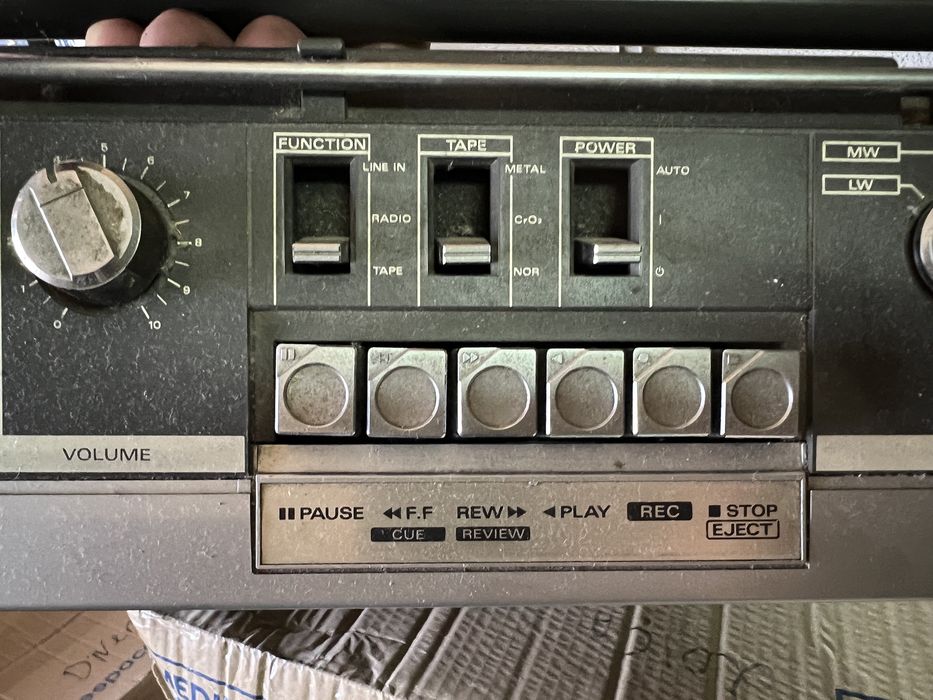 FUNCTION
LINE IN
RADIO
TAPE
TAPE
METAL
CrO₂
NOR
POWER
AUTO
I
⏻
MW
LW
4
5
6
7
8
9
10
0
1
VOLUME
PAUSE
F.F
CUE
REW
REVIEW
PLAY
REC
STOP
EJECT